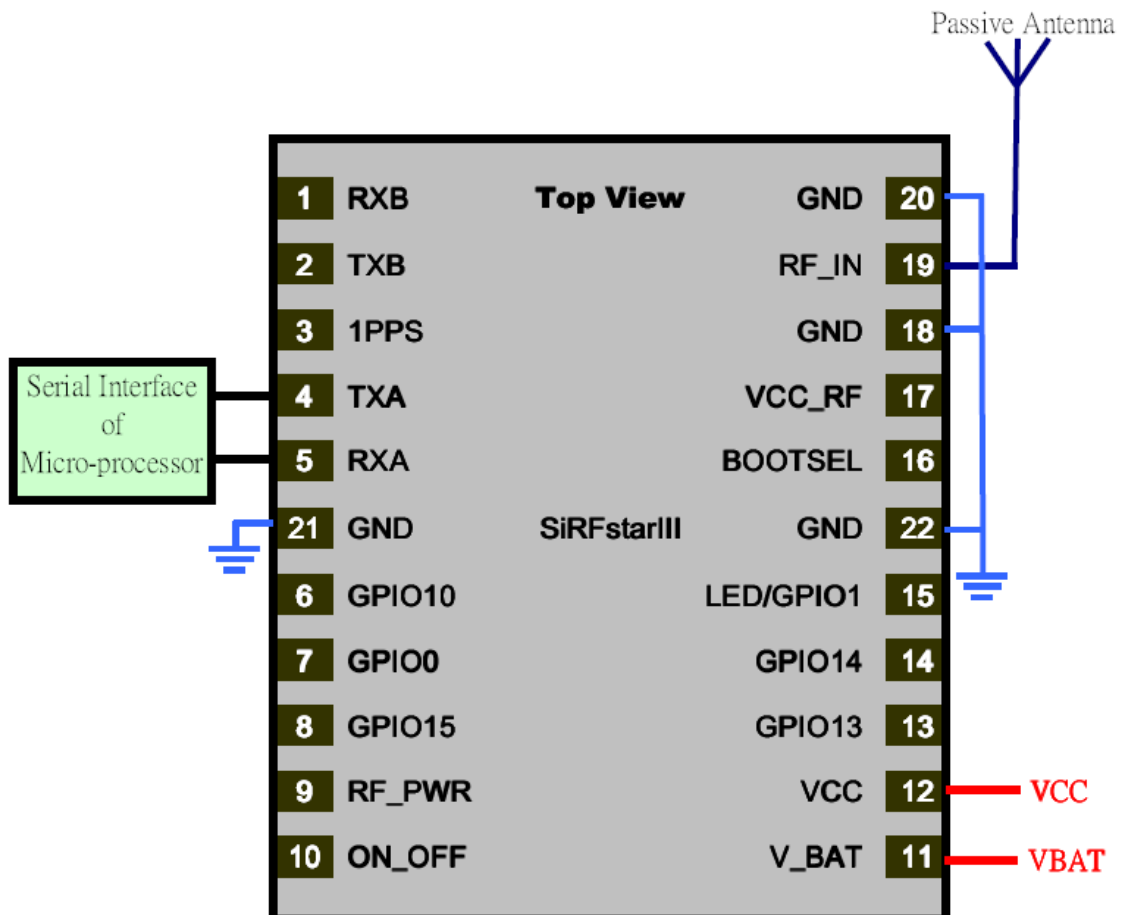 Passive Antenna
1 RXB Top View GND 20
2 TXB RF_IN 19
3 1PPS GND 18
Serial Interface
of
Micro-processor
4 TXA VCC_RF 17
5 RXA BOOTSEL 16
21 GND SiRFstarIII GND 22
6 GPIO10 LED/GPIO1 15
7 GPIO0 GPIO14 14
8 GPIO15 GPIO13 13
9 RF_PWR VCC 12 VCC
10 ON_OFF V_BAT 11 VBAT